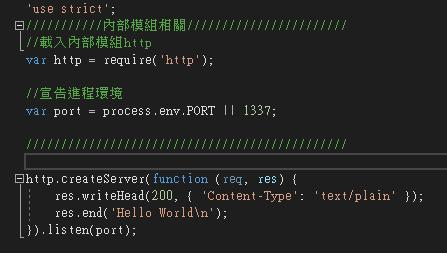 'use strict';
///////////內部模組相關///////////////////////
//載入內部模組http
var http = require('http');
//宣告進程環境
var port = process.env.PORT || 1337;
//////////////////////////////////////////////
http.createServer(function (req, res) {
res.writeHead(200, { 'Content-Type': 'text/plain' });
res.end('Hello World\n');
}).listen(port);